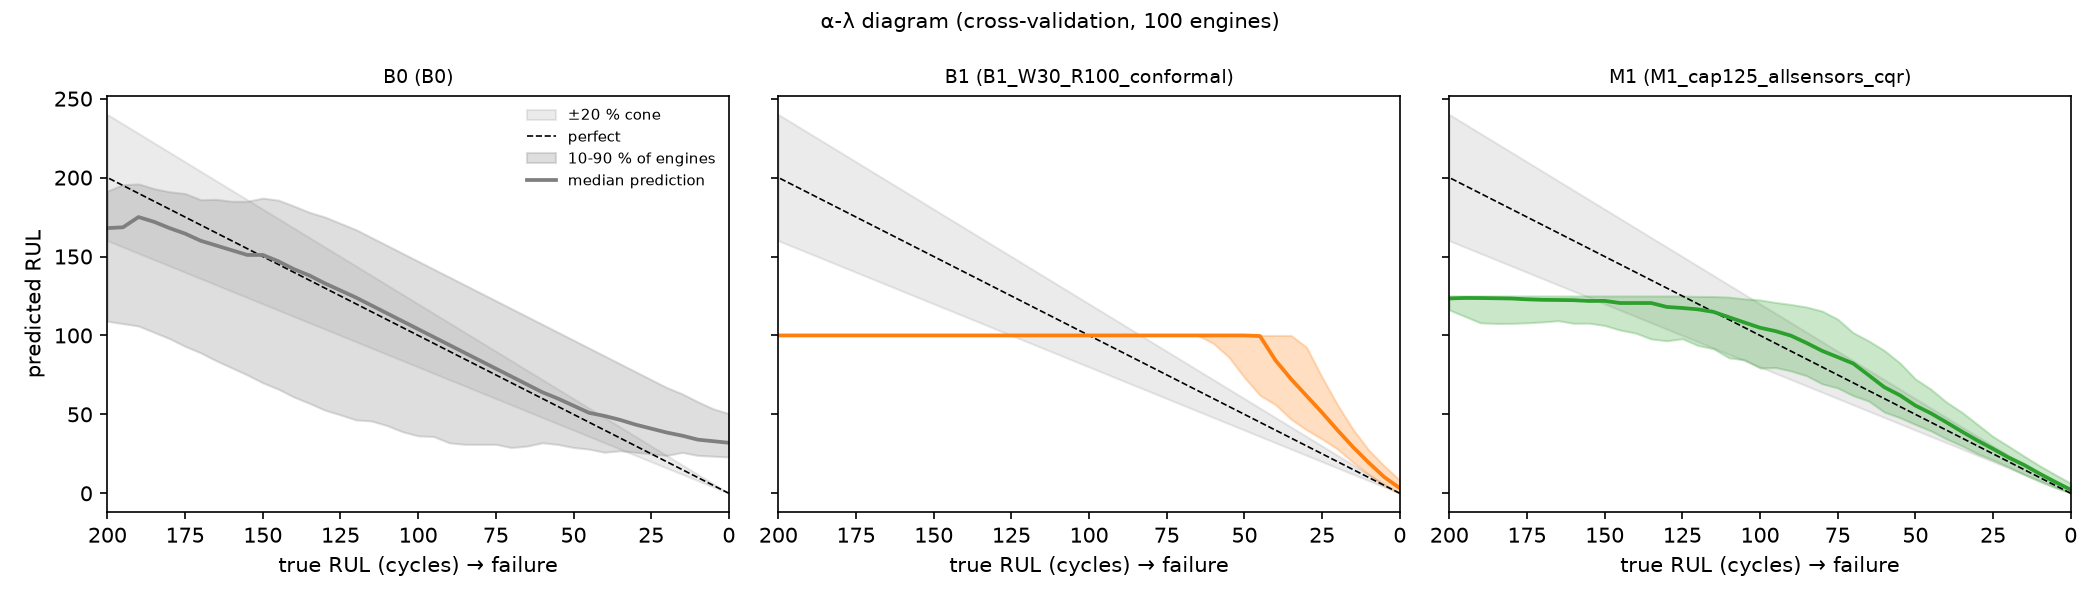 α-λ diagram (cross-validation, 100 engines)
B0 (B0)
±20 % cone
perfect
10-90 % of engines
median prediction
predicted RUL
250
200
150
100
50
0
200 175 150 125 100 75 50 25 0
true RUL (cycles) → failure
B1 (B1_W30_R100_conformal)
200 175 150 125 100 75 50 25 0
true RUL (cycles) → failure
M1 (M1_cap125_allsensors_cqr)
200 175 150 125 100 75 50 25 0
true RUL (cycles) → failure